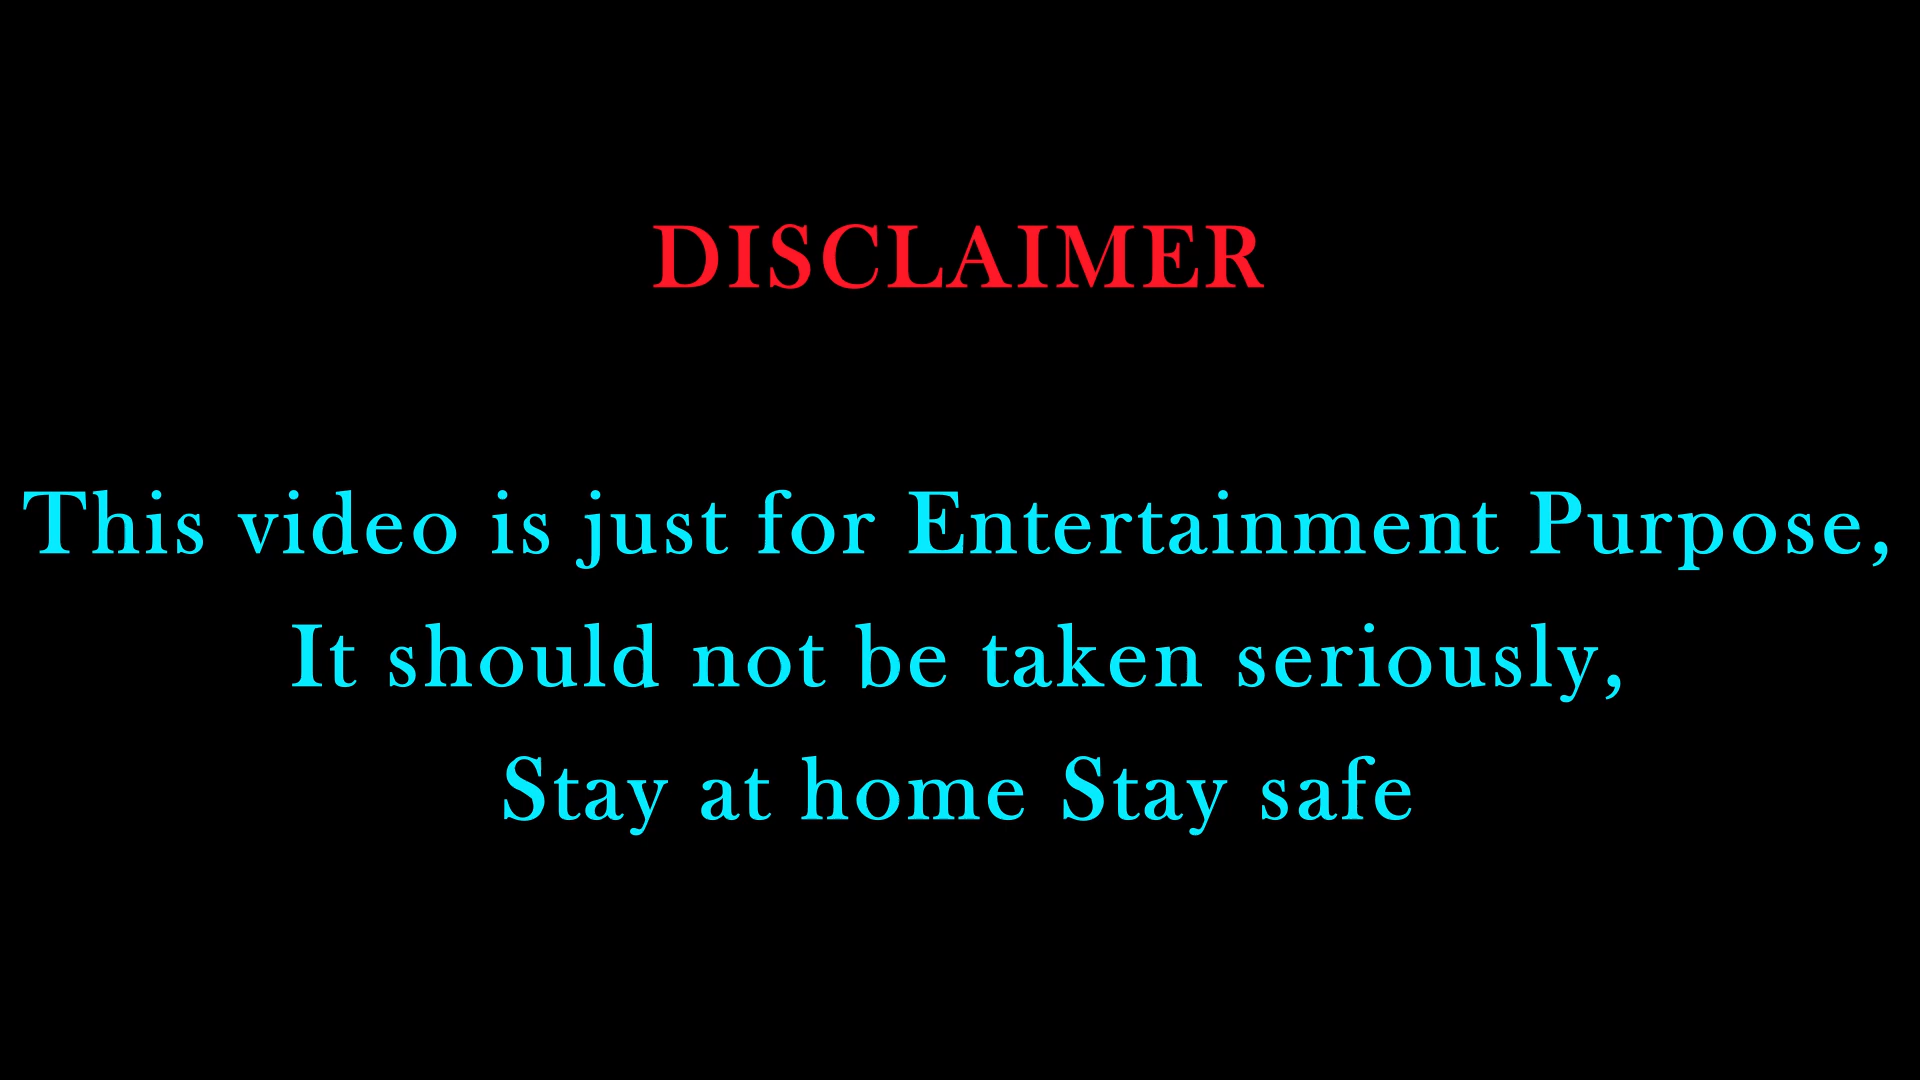 DISCLAIMER
This video is just for Entertainment Purpose,
It should not be taken seriously,
Stay at home Stay safe